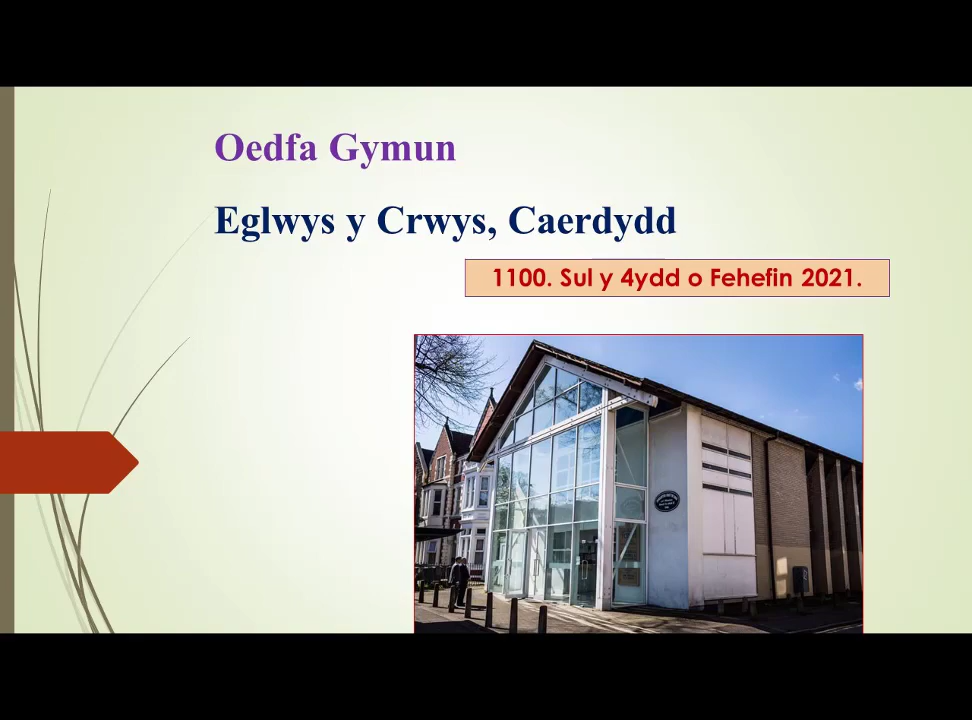 Oedfa Gymun
Eglwys y Crwys, Caerdydd
1100. Sul y 4ydd o Fehefin 2021.